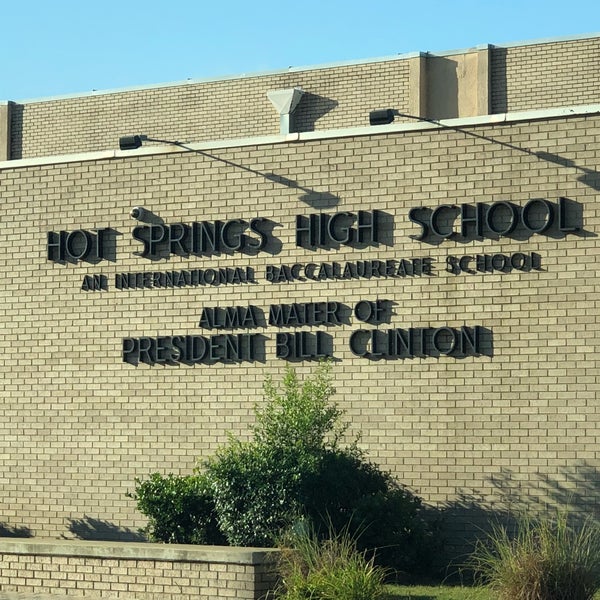 HOT SPRINGS HIGH SCHOOL
AN INTERNATIONAL BACCALAUREATE SCHOOL
ALMA MATER OF
PRESIDENT BILL CLINTON